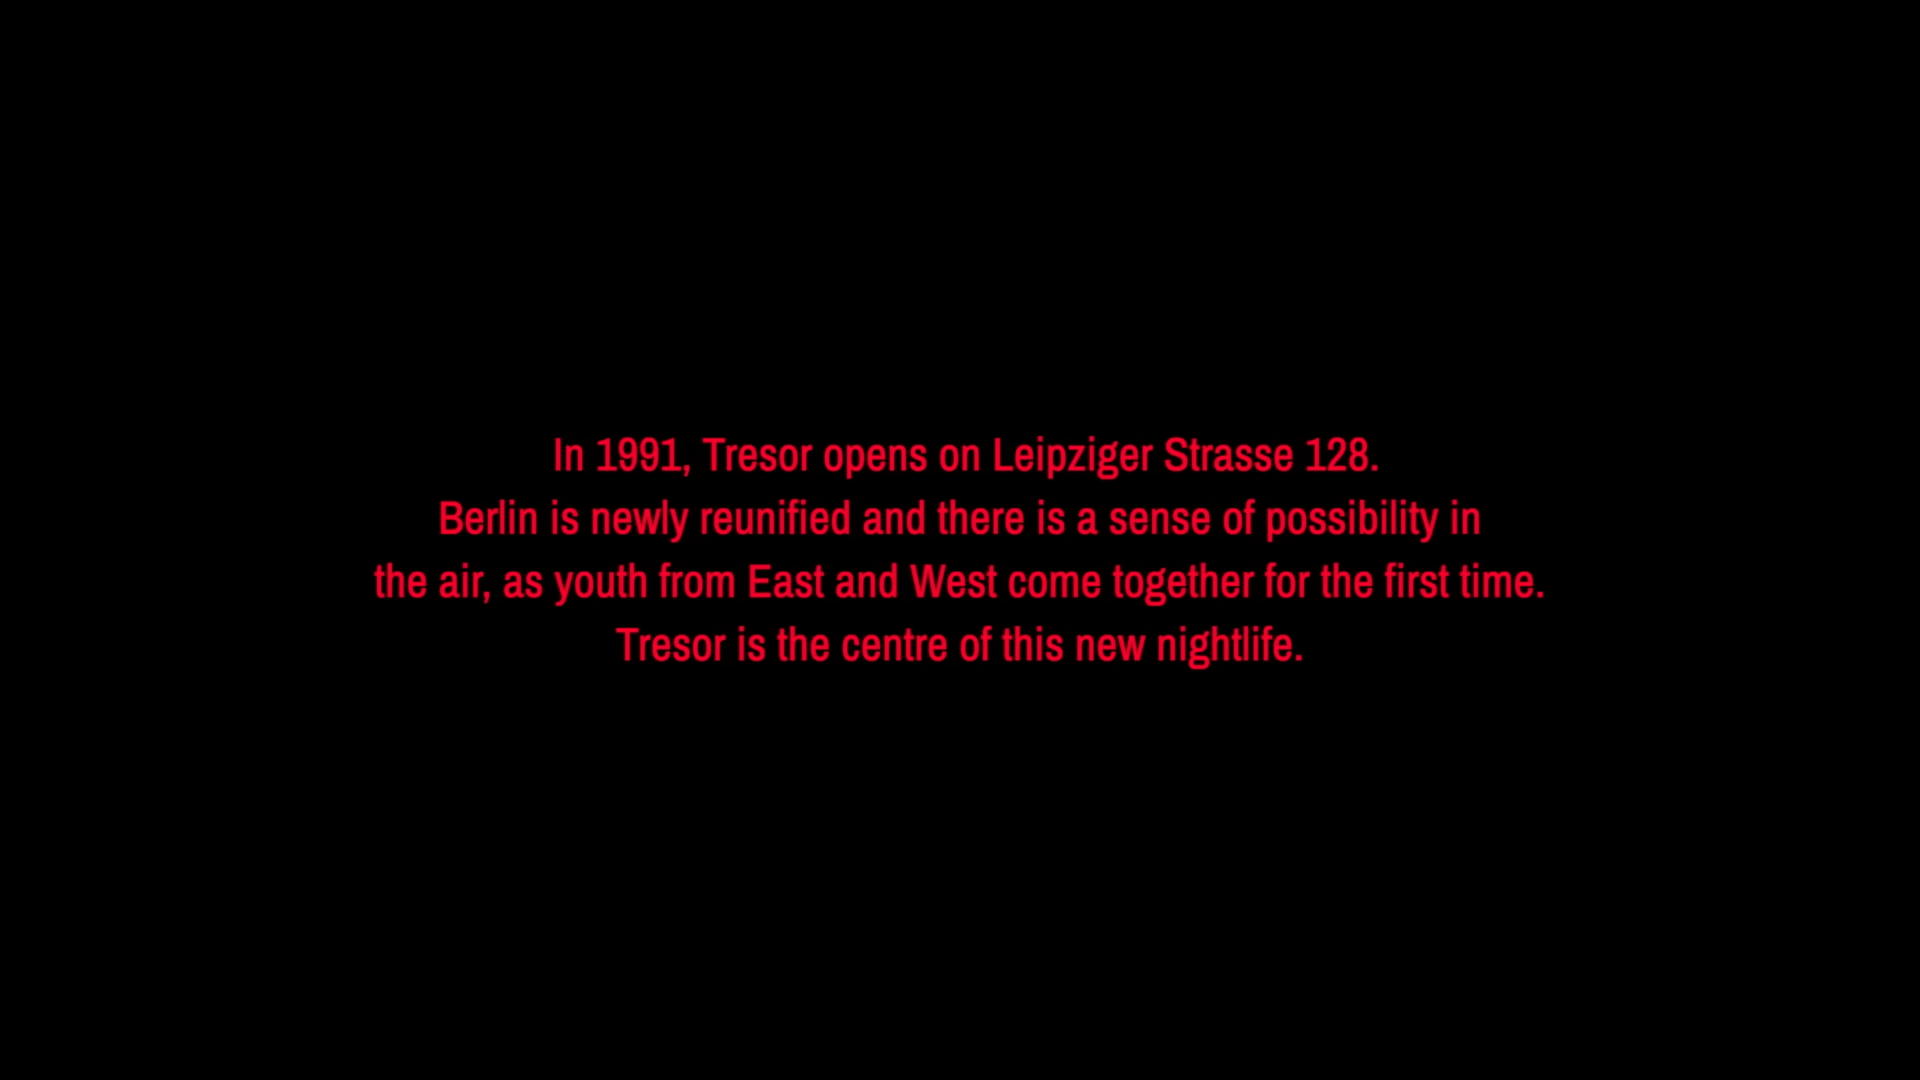 In 1991, Tresor opens on Leipziger Strasse 128.
Berlin is newly reunified and there is a sense of possibility in
the air, as youth from East and West come together for the first time.
Tresor is the centre of this new nightlife.